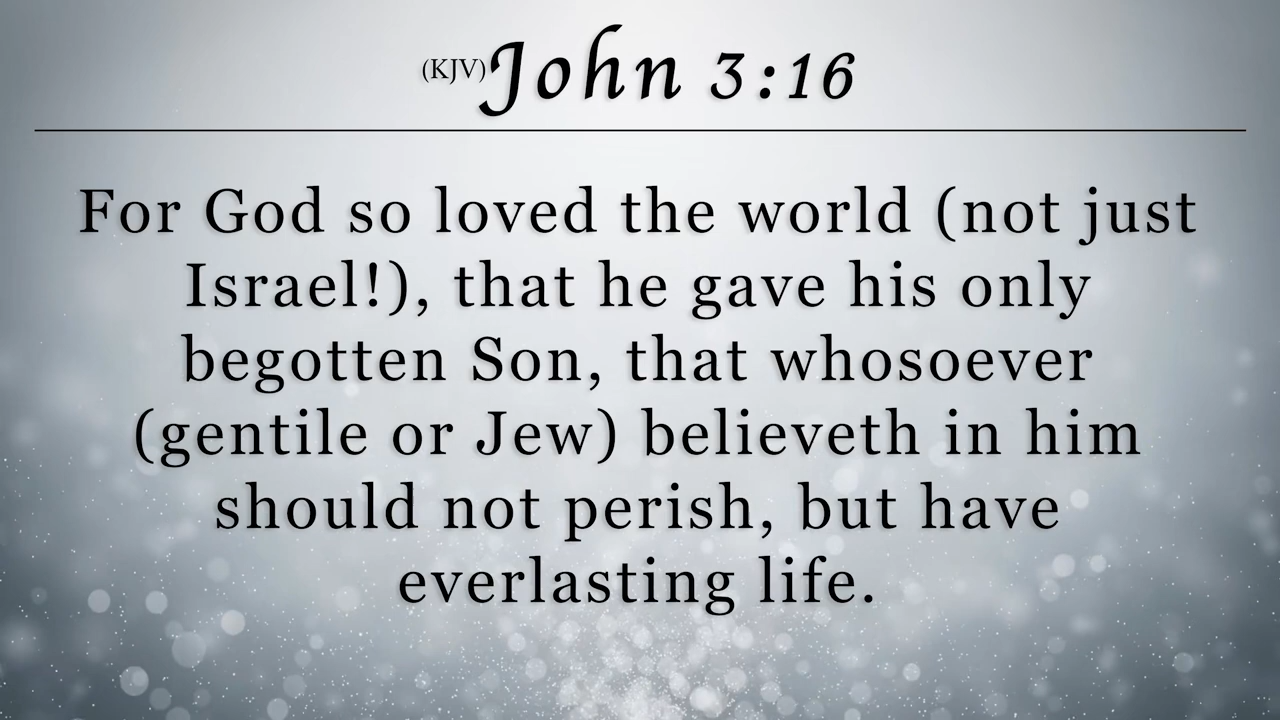 (KJV)John 3:16
For God so loved the world (not just
Israel!), that he gave his only
begotten Son, that whosoever
(gentile or Jew) believeth in him
should not perish, but have
everlasting life.